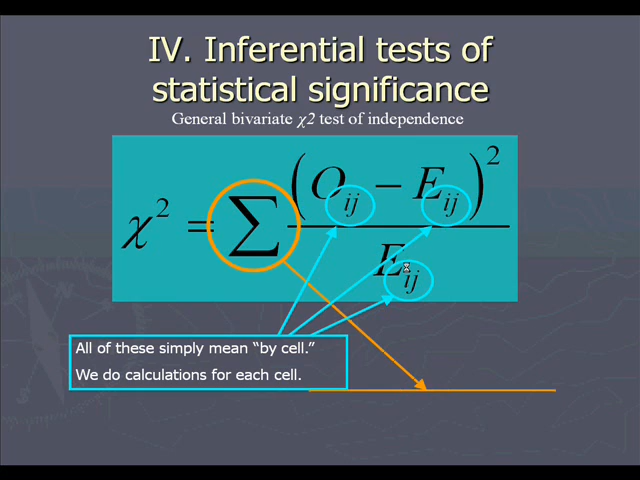 IV. Inferential tests of
statistical significance
General bivariate χ2 test of independence
χ² = ∑ (O_ij − E_ij)² / E_ij
All of these simply mean “by cell.”
We do calculations for each cell.